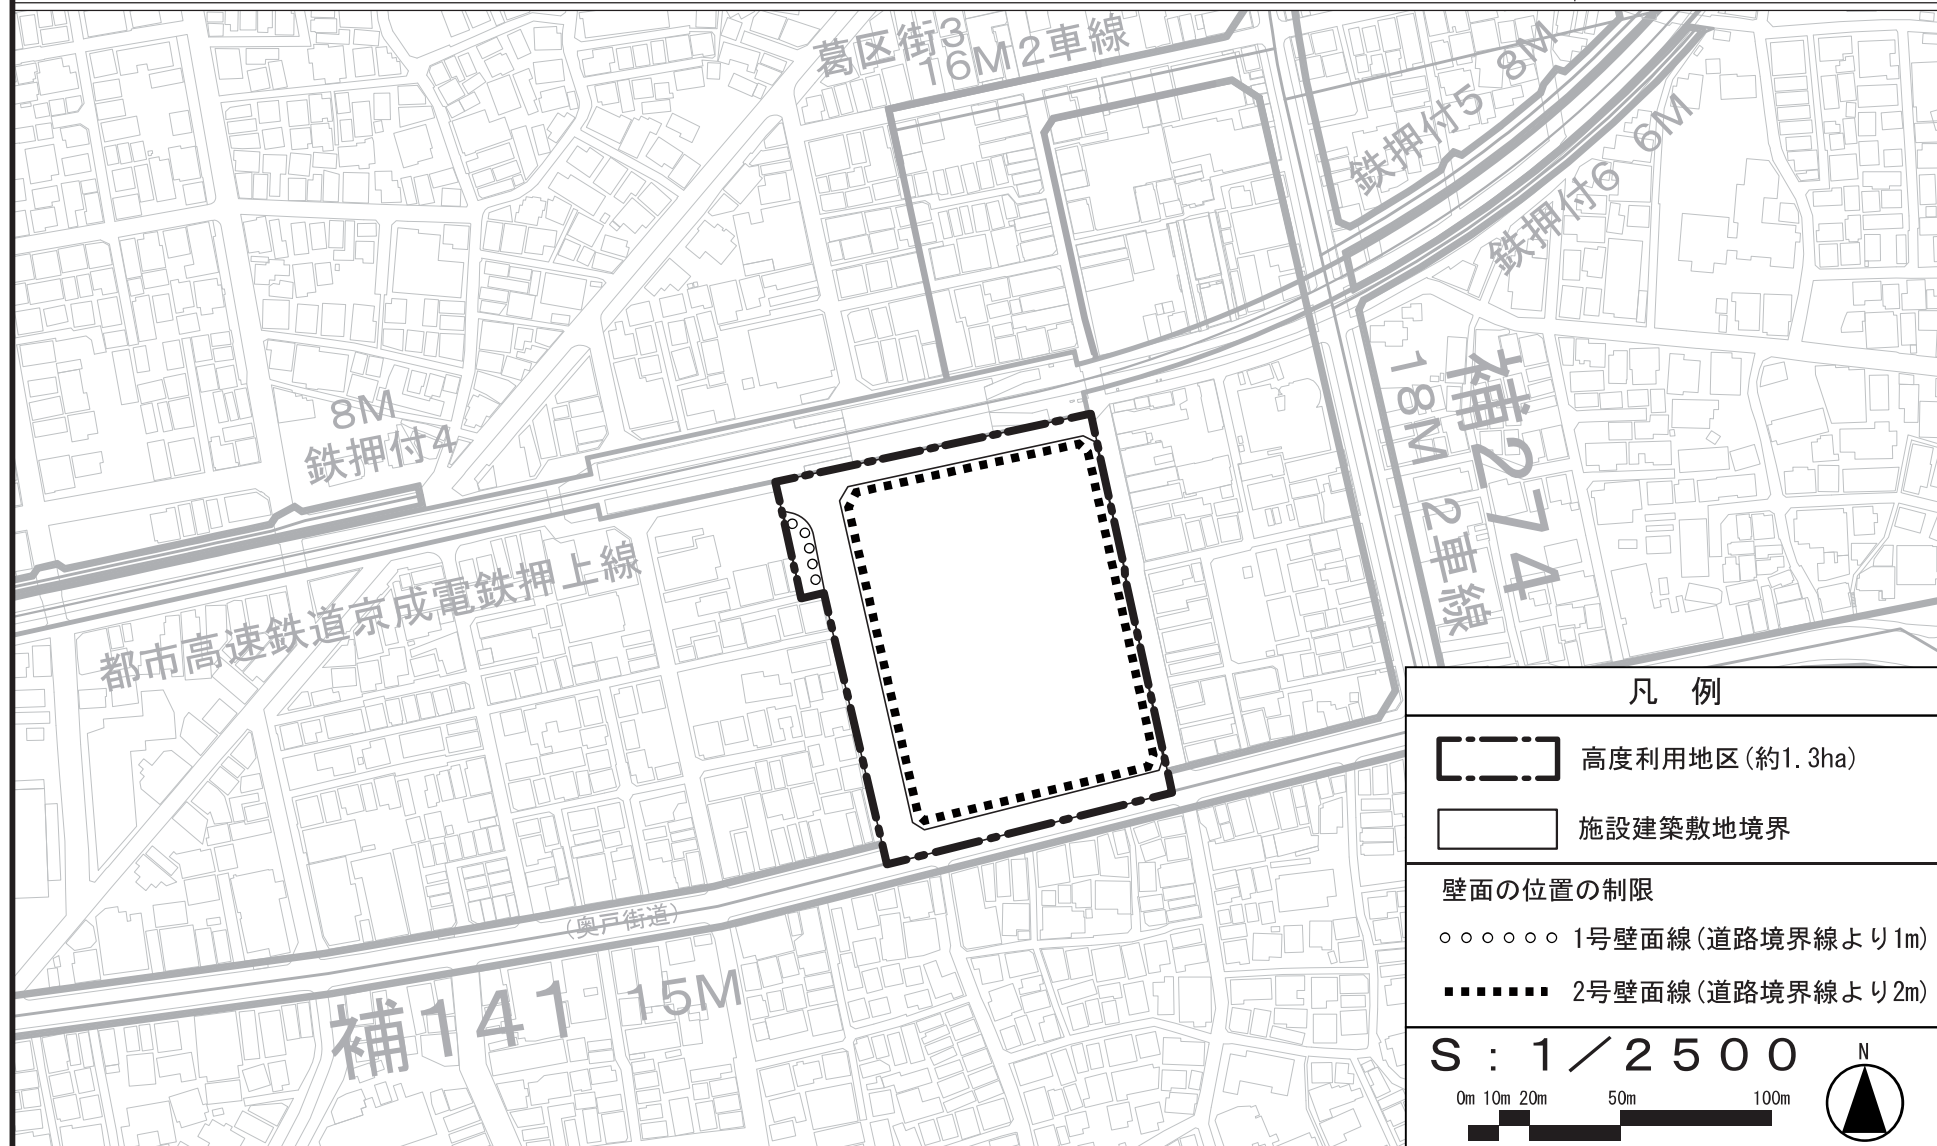 葛区街3
16M2車線
8M
鉄押付5
6M
鉄押付6
8M
鉄押付4
補274
18M 2車線
都市高速鉄道京成電鉄押上線
(奥戸街道)
補141 15M
凡 例
高度利用地区(約1.3ha)
施設建築敷地境界
壁面の位置の制限
1号壁面線(道路境界線より1m)
2号壁面線(道路境界線より2m)
S:1/2500
N
0m 10m 20m 50m 100m